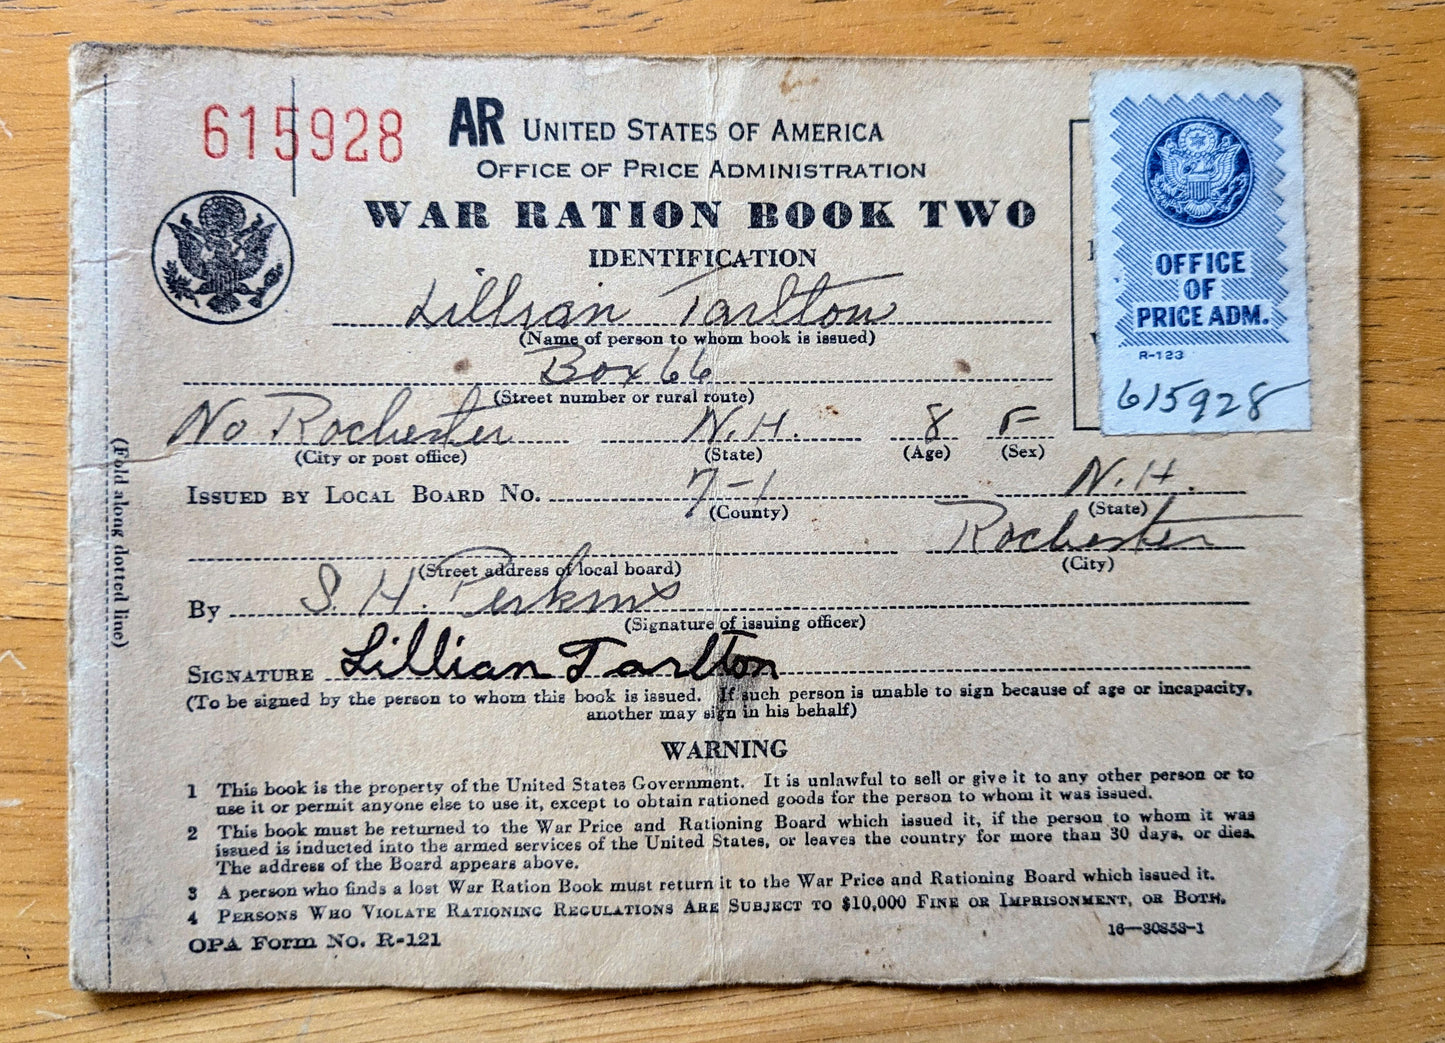 615928
AR UNITED STATES OF AMERICA
OFFICE OF PRICE ADMINISTRATION
WAR RATION BOOK TWO
IDENTIFICATION
OFFICE
OF
PRICE ADM.
R-123
615928
Lillian Tarlton
(Name of person to whom book is issued)
Box 66
(Street number or rural route)
No Rochester N.H. 8 F
(City or post office) (State) (Age) (Sex)
ISSUED BY LOCAL BOARD NO. 7-1 N.H.
(County) (State)
Rochester
(Street address of local board) (City)
By S. H. Perkins
(Signature of issuing officer)
SIGNATURE Lillian Tarlton
(To be signed by the person to whom this book is issued. If such person is unable to sign because of age or incapacity,
another may sign in his behalf)
WARNING
1 This book is the property of the United States Government. It is unlawful to sell or give it to any other person or to
use it or permit anyone else to use it, except to obtain rationed goods for the person to whom it was issued.
2 This book must be returned to the War Price and Rationing Board which issued it, if the person to whom it was
issued is inducted into the armed services of the United States, or leaves the country for more than 30 days, or dies.
The address of the Board appears above.
3 A person who finds a lost War Ration Book must return it to the War Price and Rationing Board which issued it.
4 PERSONS WHO VIOLATE RATIONING REGULATIONS ARE SUBJECT TO $10,000 FINE OR IMPRISONMENT, OR BOTH.
OPA Form No. R-121
16—30853-1
(Fold along dotted line)